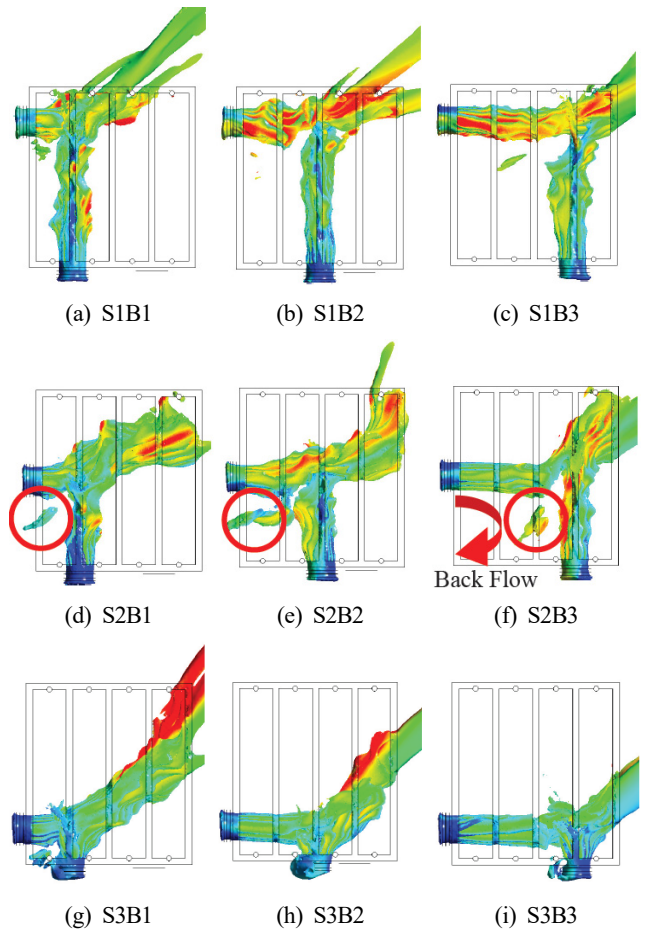 (a) S1B1
(b) S1B2
(c) S1B3
Back Flow
(d) S2B1
(e) S2B2
(f) S2B3
(g) S3B1
(h) S3B2
(i) S3B3